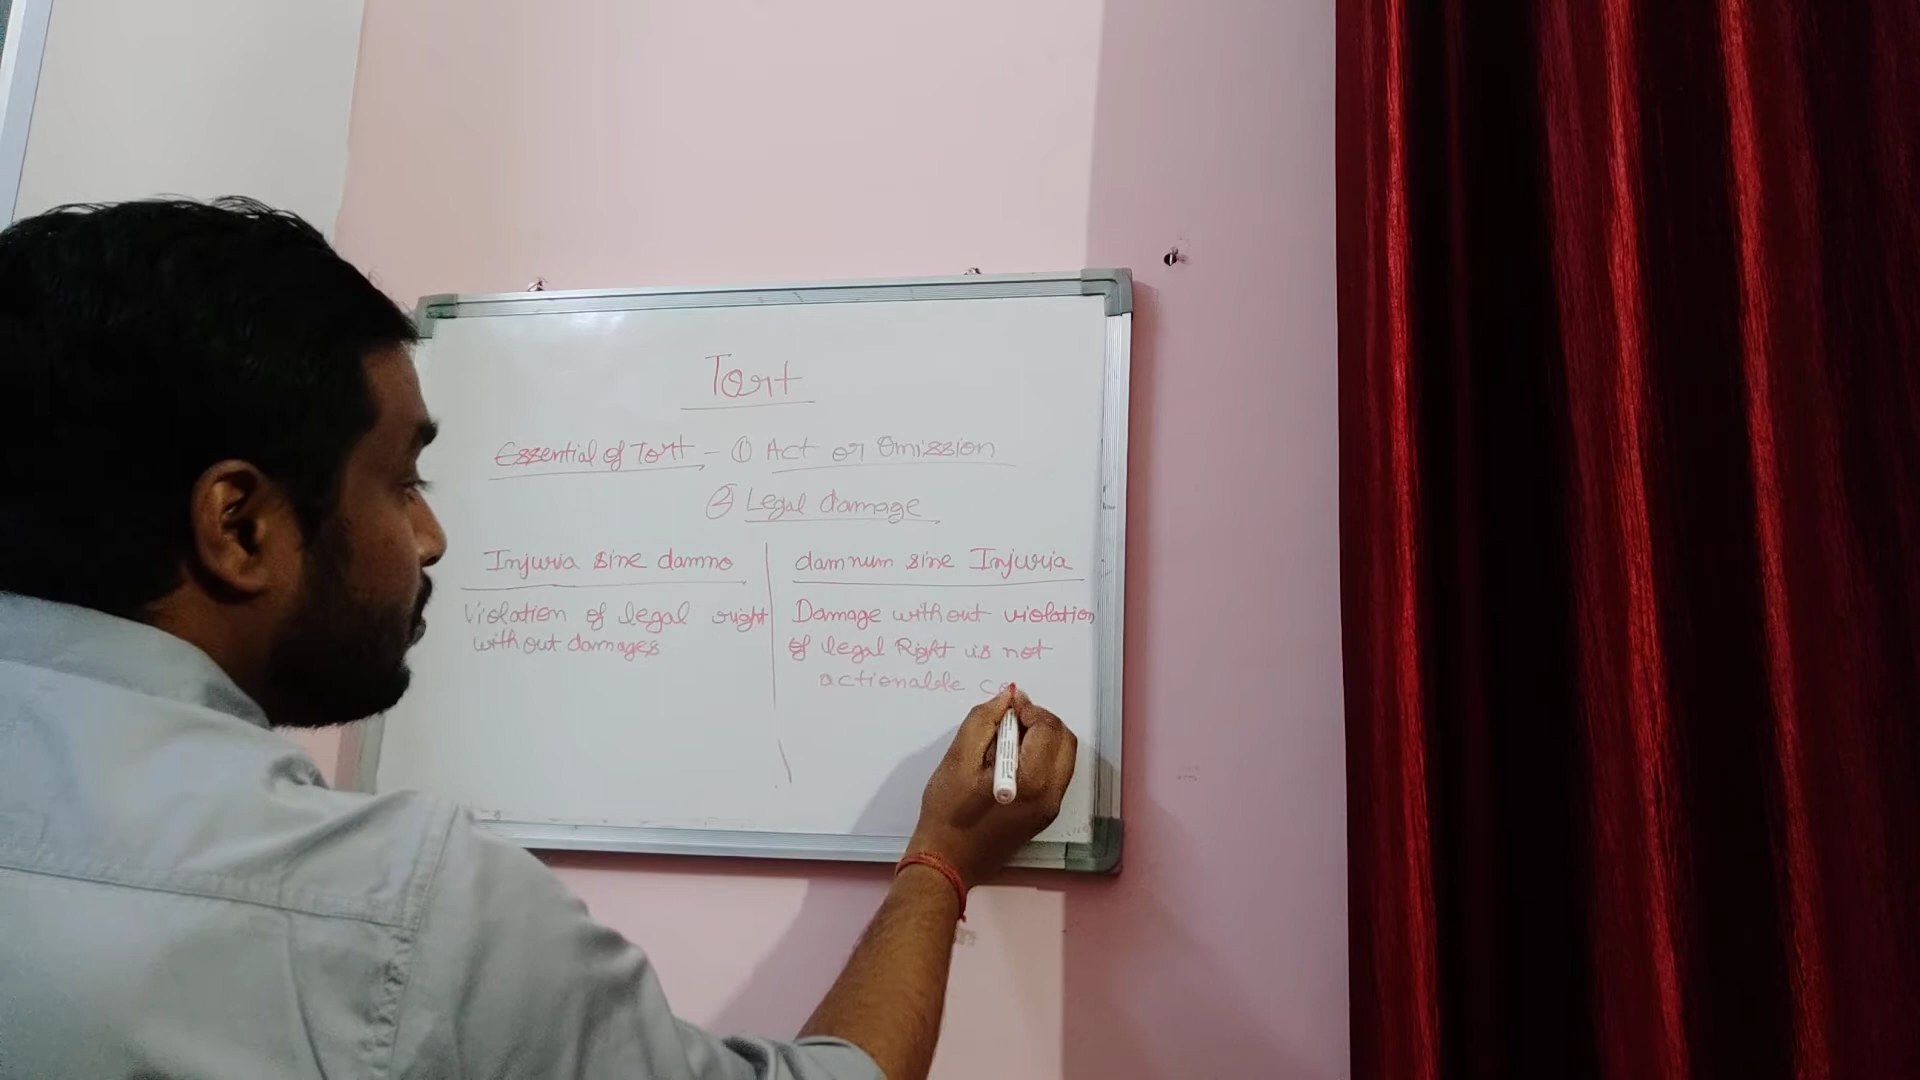 Tort
Essential of Tort - ① Act or Omission
② Legal damage
Injuria sine damno
damnum sine Injuria
Violation of legal right
without damages
Damage without violation
of legal Right is not
actionable